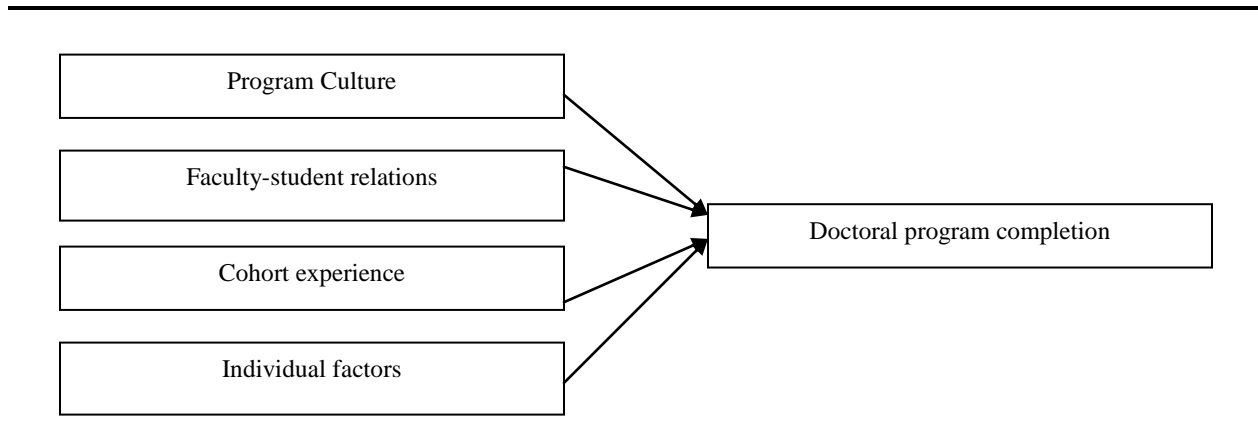 Program Culture
Faculty-student relations
Doctoral program completion
Cohort experience
Individual factors